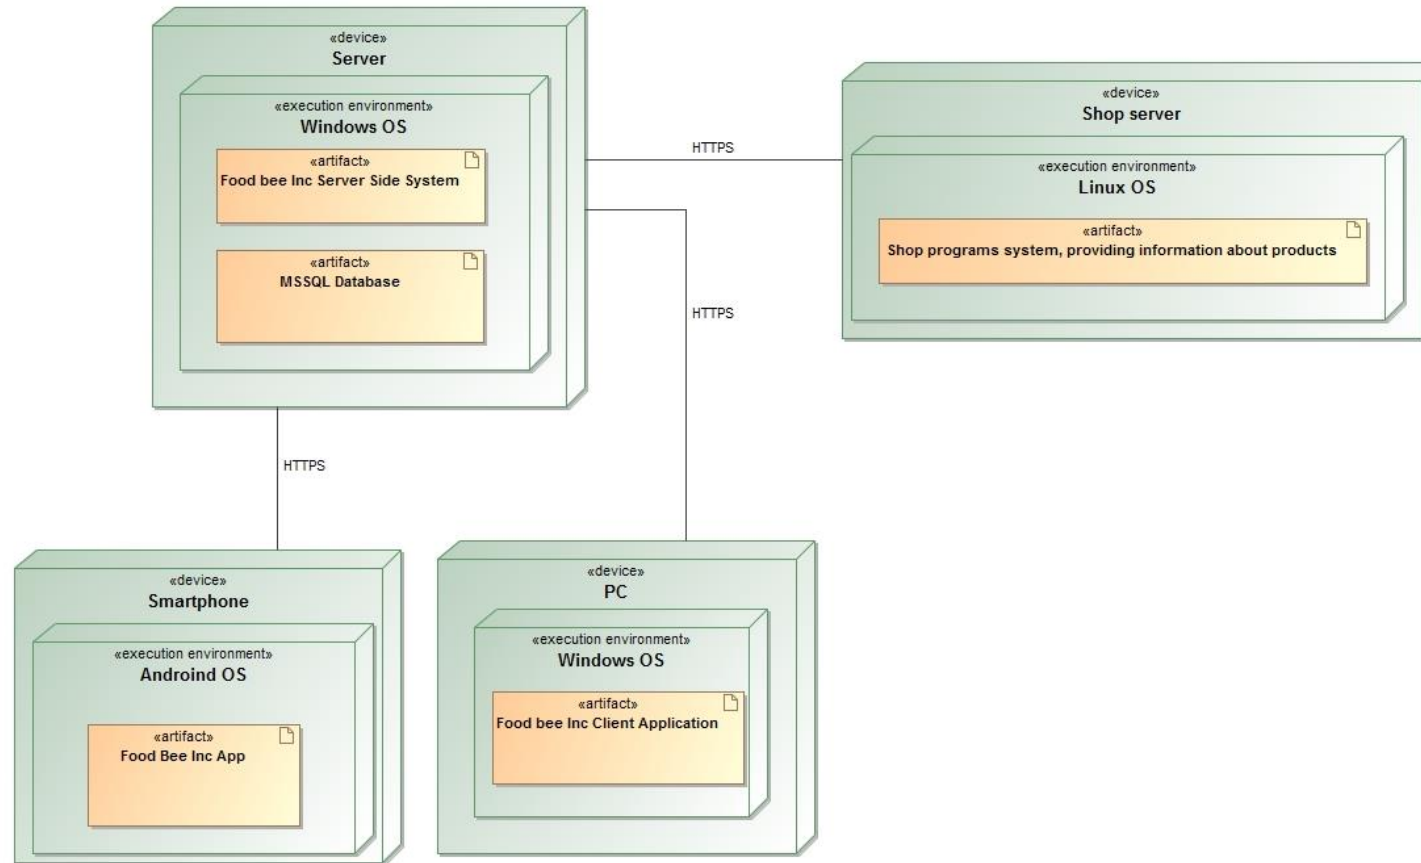 «device»
Server
«execution environment»
Windows OS
«artifact»
Food bee Inc Server Side System
«artifact»
MSSQL Database
HTTPS
«device»
Shop server
«execution environment»
Linux OS
«artifact»
Shop programs system, providing information about products
HTTPS
HTTPS
«device»
Smartphone
«execution environment»
Androind OS
«artifact»
Food Bee Inc App
«device»
PC
«execution environment»
Windows OS
«artifact»
Food bee Inc Client Application